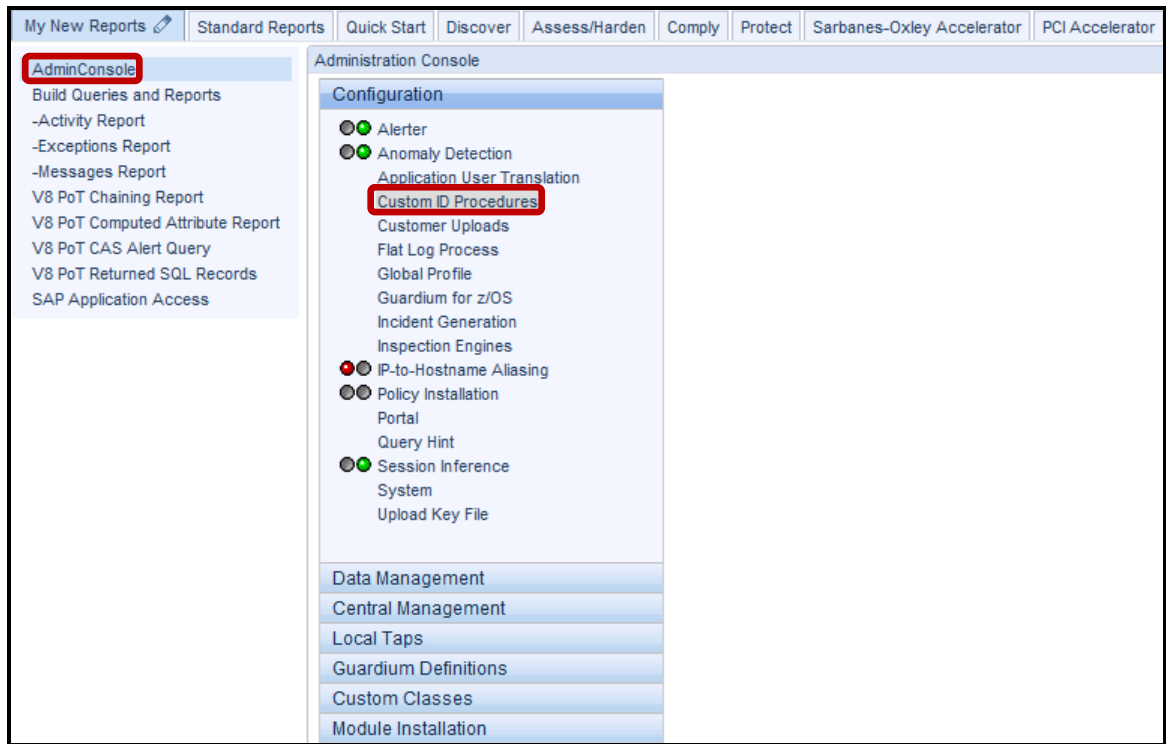 My New Reports Standard Reports Quick Start Discover Assess/Harden Comply Protect Sarbanes-Oxley Accelerator PCI Accelerator
AdminConsole
Build Queries and Reports
-Activity Report
-Exceptions Report
-Messages Report
V8 PoT Chaining Report
V8 PoT Computed Attribute Report
V8 PoT CAS Alert Query
V8 PoT Returned SQL Records
SAP Application Access
Administration Console
Configuration
Alerter
Anomaly Detection
Application User Translation
Custom ID Procedures
Customer Uploads
Flat Log Process
Global Profile
Guardium for z/OS
Incident Generation
Inspection Engines
IP-to-Hostname Aliasing
Policy Installation
Portal
Query Hint
Session Inference
System
Upload Key File
Data Management
Central Management
Local Taps
Guardium Definitions
Custom Classes
Module Installation